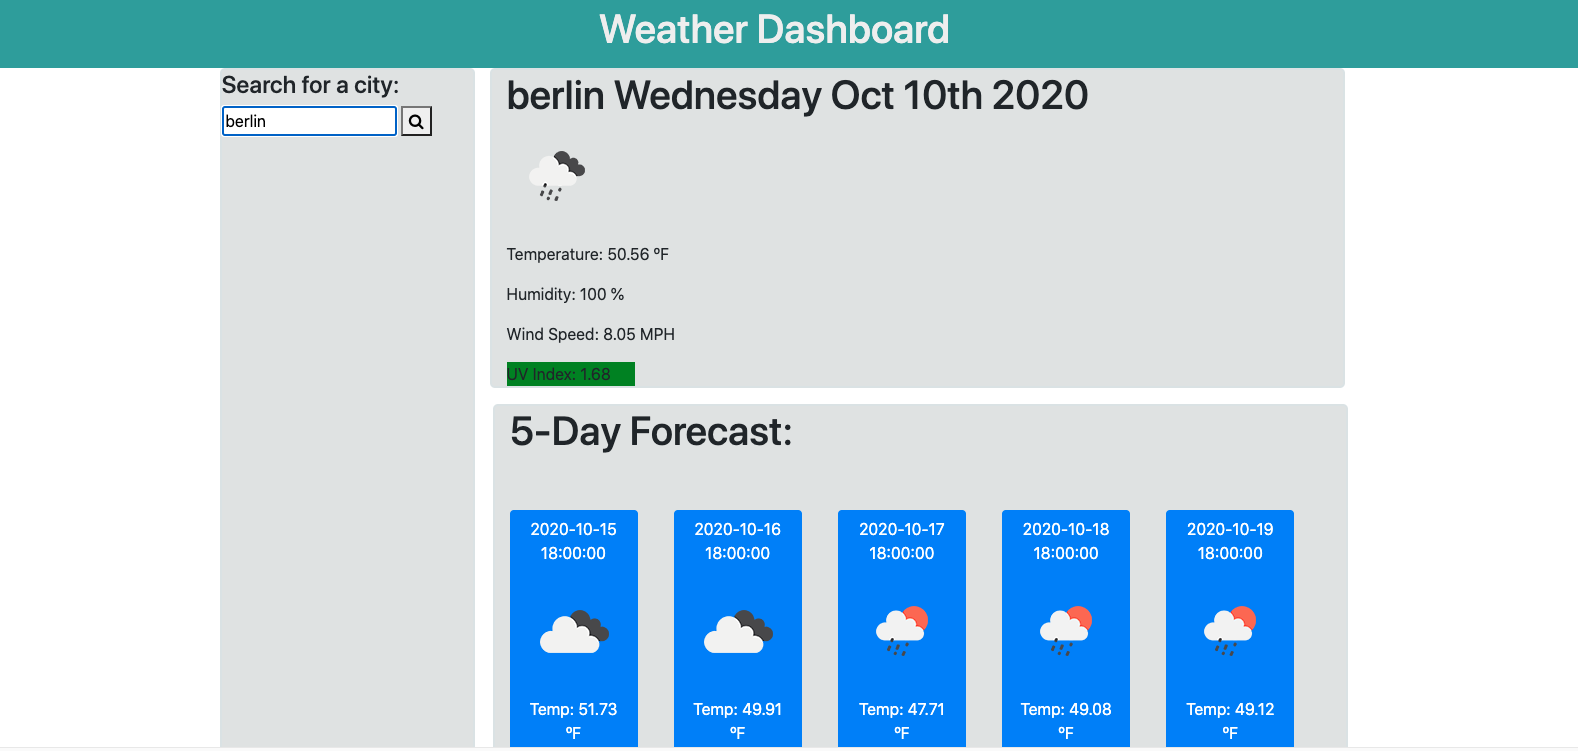 Weather Dashboard
Search for a city:
berlin
berlin Wednesday Oct 10th 2020
Temperature: 50.56 ºF
Humidity: 100 %
Wind Speed: 8.05 MPH
UV Index: 1.68
5-Day Forecast:
2020-10-15
18:00:00
Temp: 51.73
ºF
2020-10-16
18:00:00
Temp: 49.91
ºF
2020-10-17
18:00:00
Temp: 47.71
ºF
2020-10-18
18:00:00
Temp: 49.08
ºF
2020-10-19
18:00:00
Temp: 49.12
ºF